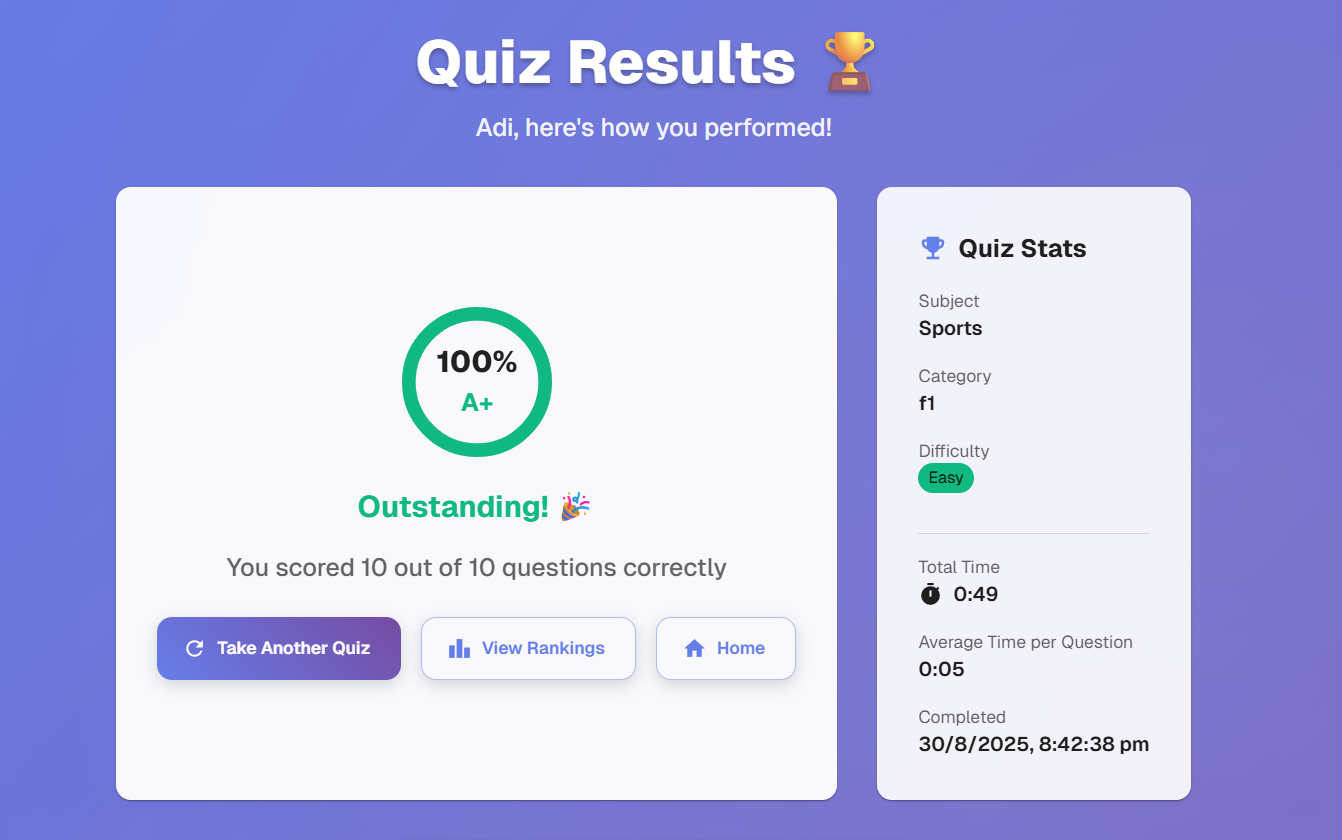 Quiz Results 🏆
Adi, here's how you performed!
100%
A+
Outstanding! 🎉
You scored 10 out of 10 questions correctly
Take Another Quiz
View Rankings
Home
Quiz Stats
Subject
Sports
Category
f1
Difficulty
Easy
Total Time
0:49
Average Time per Question
0:05
Completed
30/8/2025, 8:42:38 pm